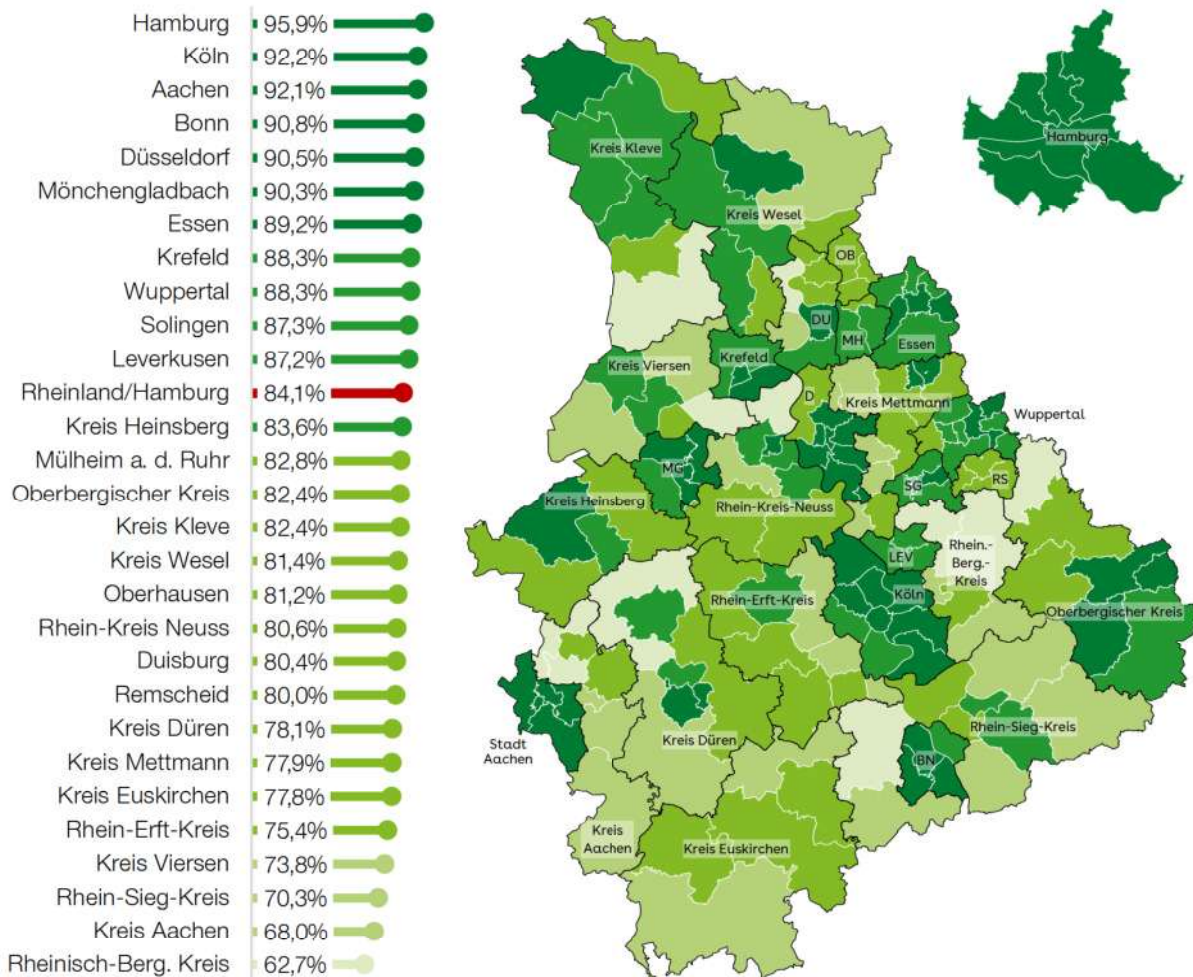 Hamburg 95,9%
Köln 92,2%
Aachen 92,1%
Bonn 90,8%
Düsseldorf 90,5%
Mönchengladbach 90,3%
Essen 89,2%
Krefeld 88,3%
Wuppertal 88,3%
Solingen 87,3%
Leverkusen 87,2%
Rheinland/Hamburg 84,1%
Kreis Heinsberg 83,6%
Mülheim a. d. Ruhr 82,8%
Oberbergischer Kreis 82,4%
Kreis Kleve 82,4%
Kreis Wesel 81,4%
Oberhausen 81,2%
Rhein-Kreis Neuss 80,6%
Duisburg 80,4%
Remscheid 80,0%
Kreis Düren 78,1%
Kreis Mettmann 77,9%
Kreis Euskirchen 77,8%
Rhein-Erft-Kreis 75,4%
Kreis Viersen 73,8%
Rhein-Sieg-Kreis 70,3%
Kreis Aachen 68,0%
Rheinisch-Berg. Kreis 62,7%
Hamburg
Kreis Kleve
Kreis Wesel
OB
DU
MH
Essen
Krefeld
Kreis Viersen
D
Kreis Mettmann
Wuppertal
MG
SG
RS
Kreis Heinsberg
Rhein-Kreis-Neuss
LEV
Rhein.-
Berg.-
Kreis
Rhein-Erft-Kreis
Köln
Oberbergischer Kreis
Stadt
Aachen
Kreis Düren
Rhein-Sieg-Kreis
BN
Kreis
Aachen
Kreis Euskirchen